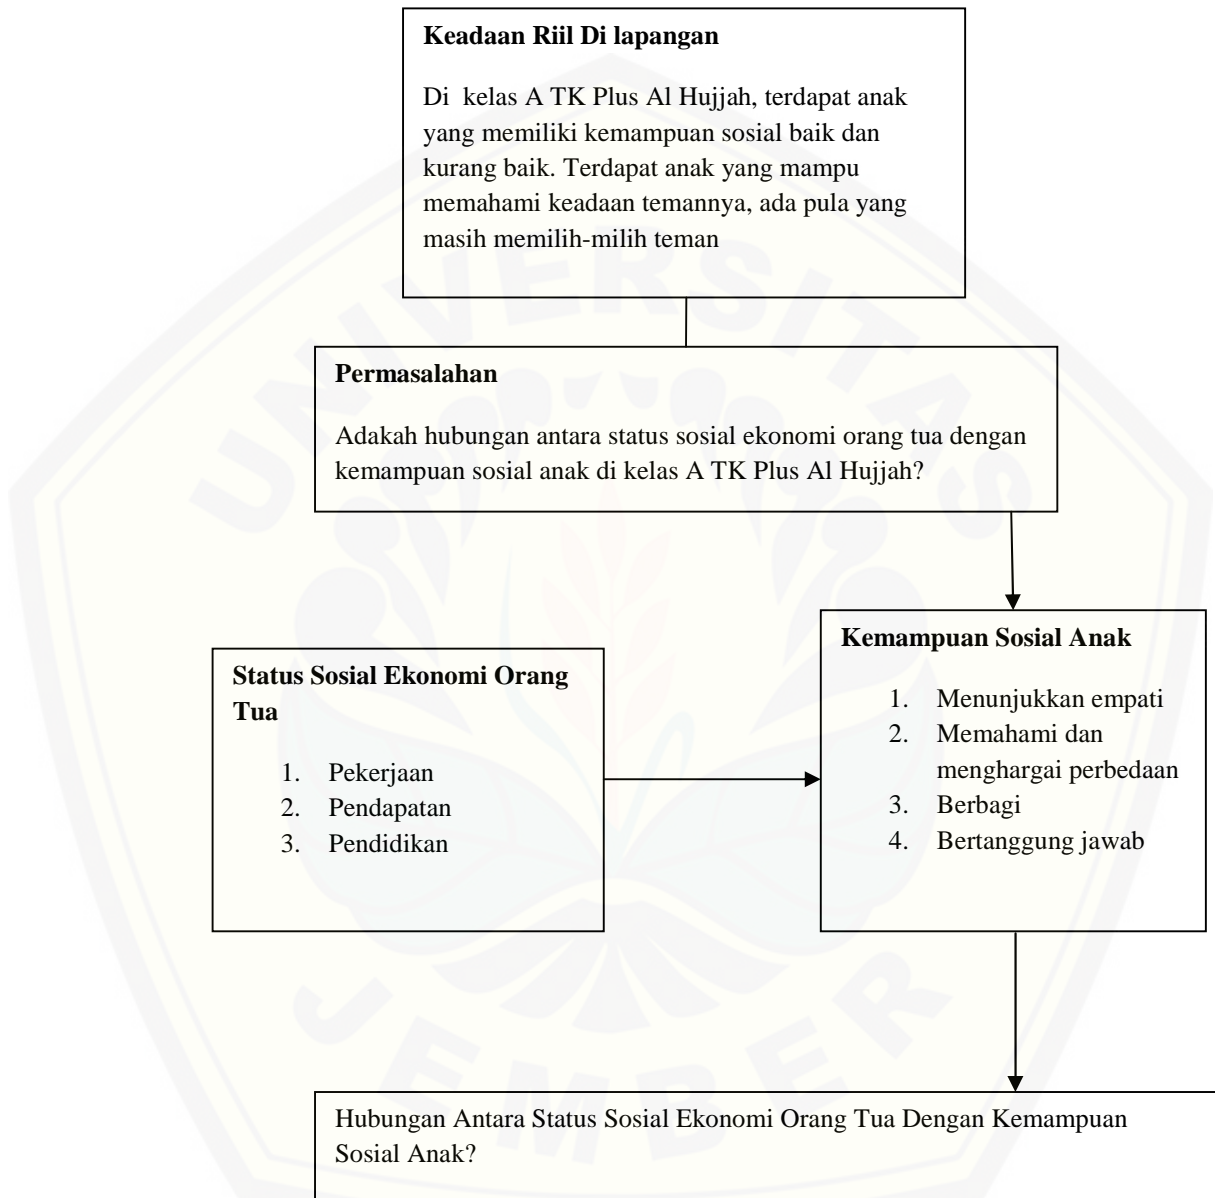 Keadaan Riil Di lapangan
Di kelas A TK Plus Al Hujjah, terdapat anak
yang memiliki kemampuan sosial baik dan
kurang baik. Terdapat anak yang mampu
memahami keadaan temannya, ada pula yang
masih memilih-milih teman
Permasalahan
Adakah hubungan antara status sosial ekonomi orang tua dengan
kemampuan sosial anak di kelas A TK Plus Al Hujjah?
Status Sosial Ekonomi Orang
Tua
1. Pekerjaan
2. Pendapatan
3. Pendidikan
Kemampuan Sosial Anak
1. Menunjukkan empati
2. Memahami dan
menghargai perbedaan
3. Berbagi
4. Bertanggung jawab
Hubungan Antara Status Sosial Ekonomi Orang Tua Dengan Kemampuan
Sosial Anak?
UNIVERSITAS
JEMBER